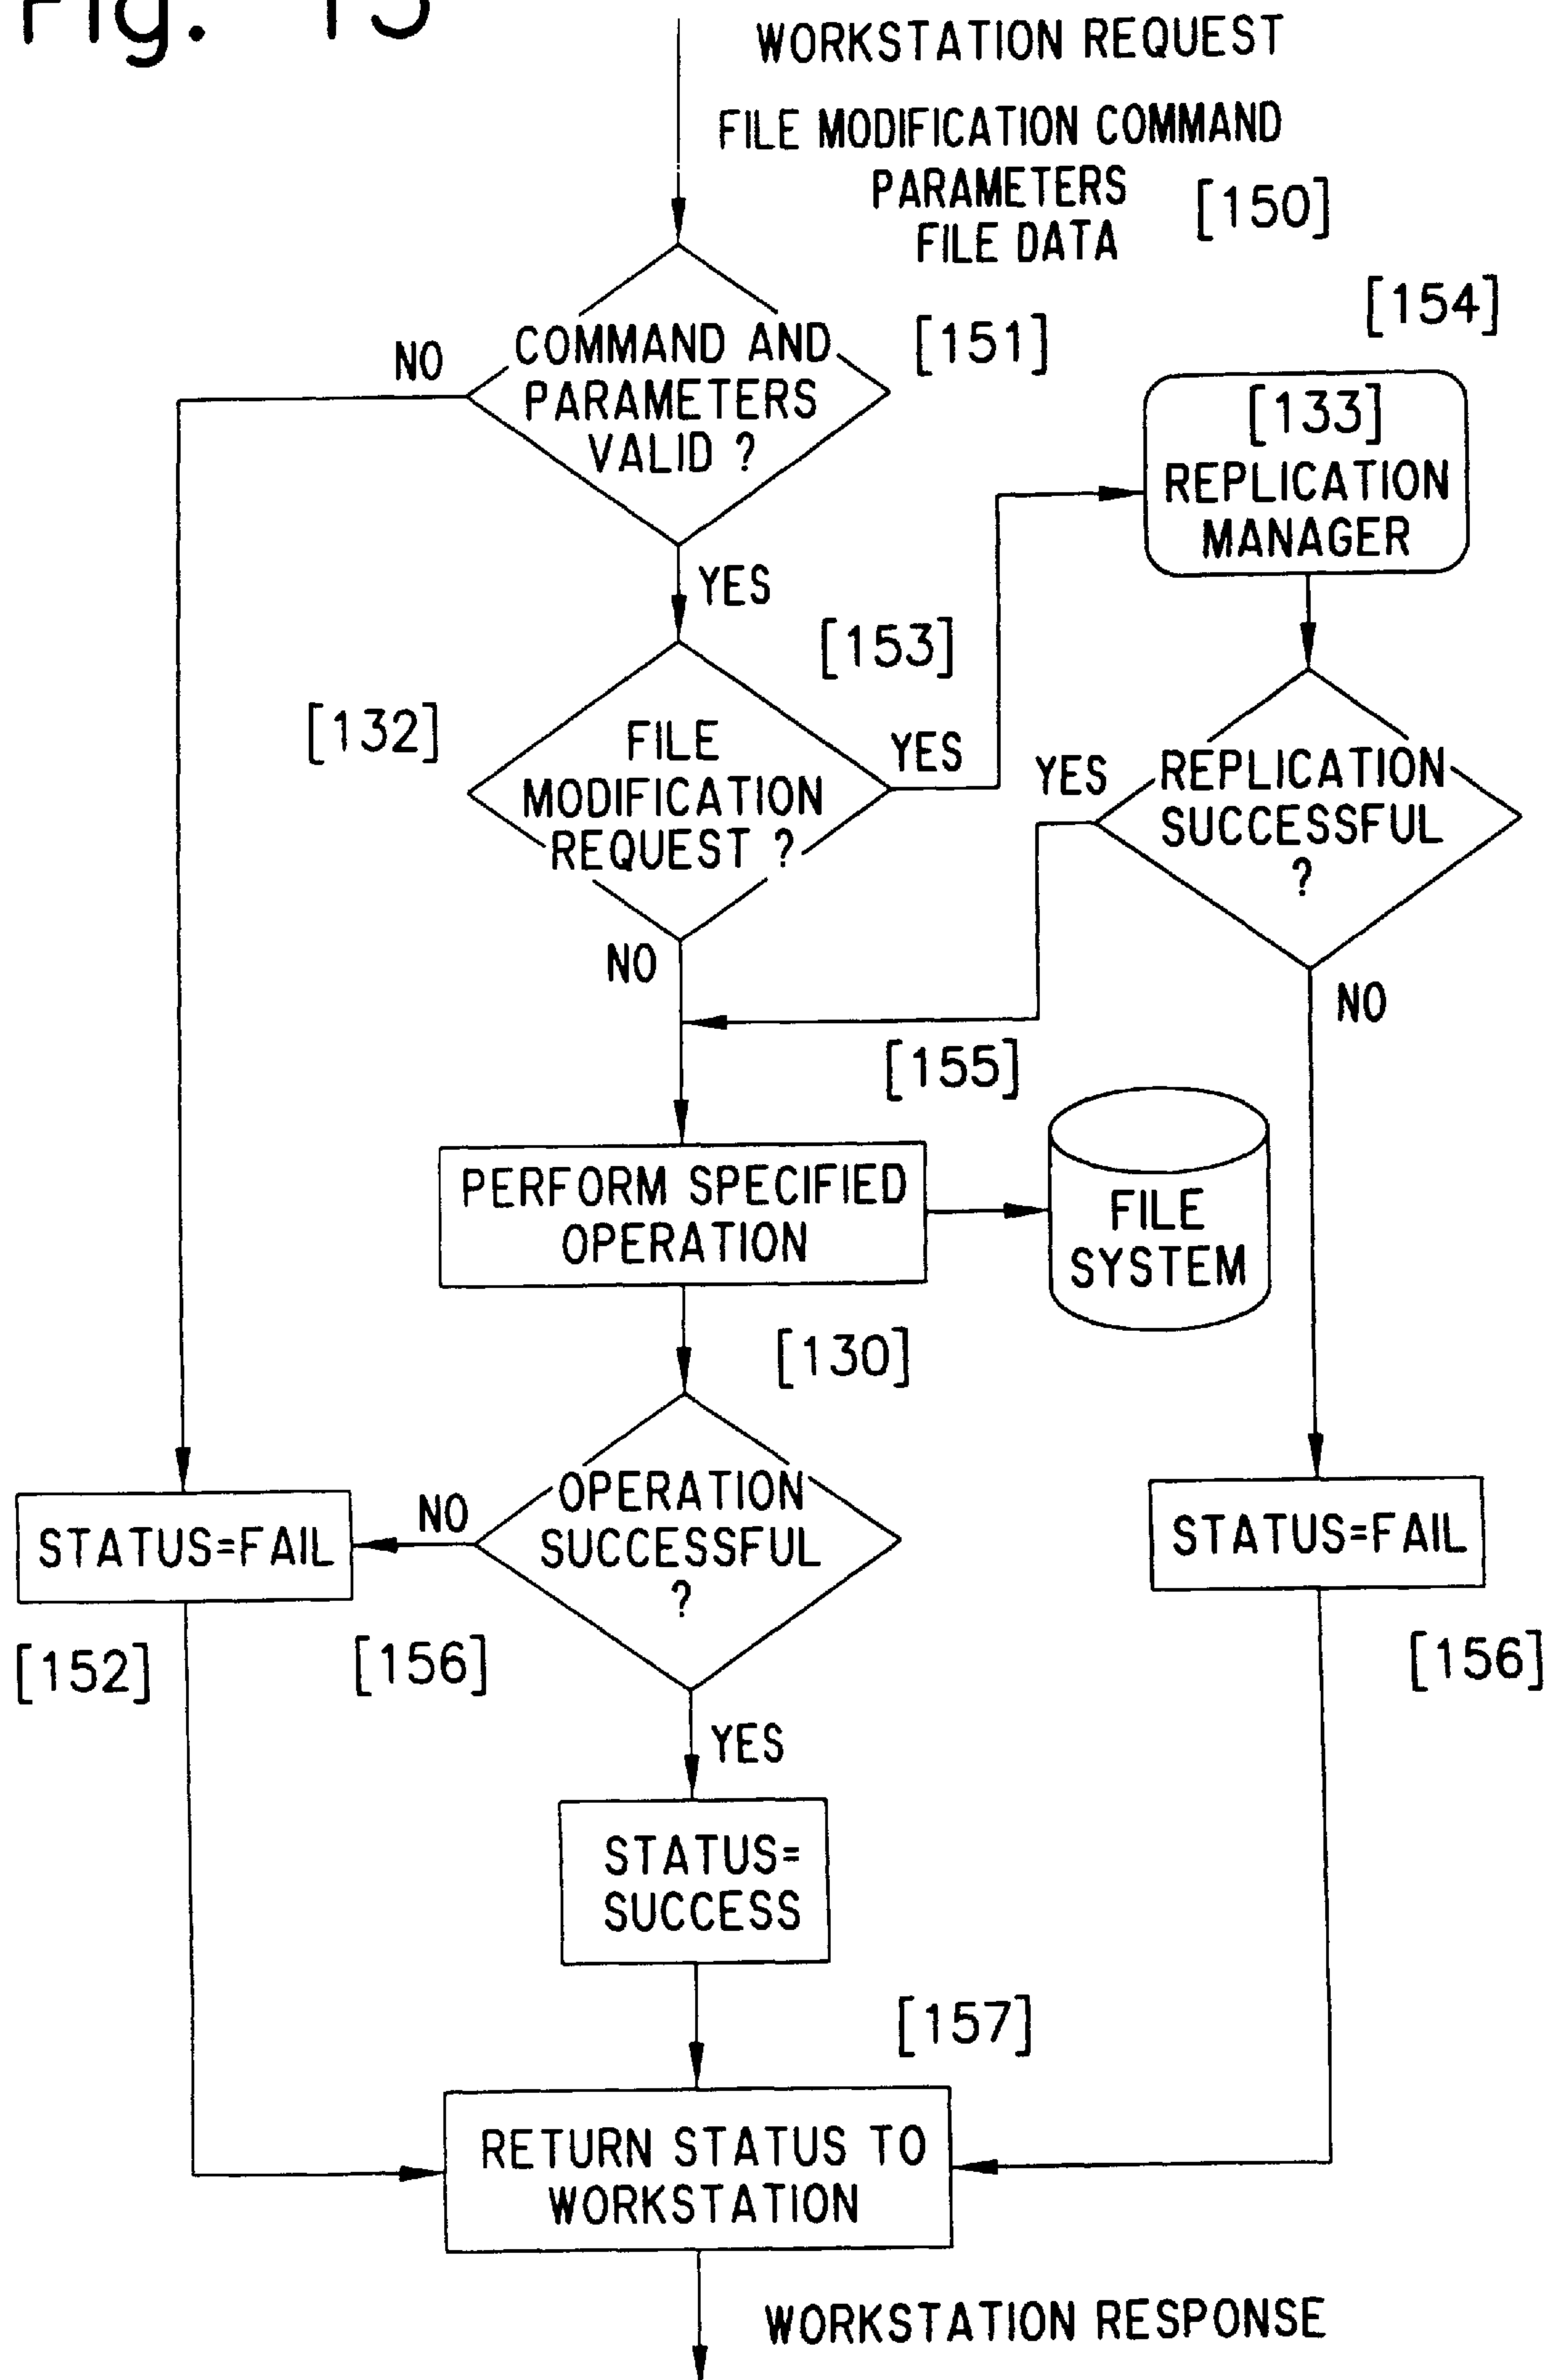 Fig. 15
WORKSTATION REQUEST
FILE MODIFICATION COMMAND
PARAMETERS
FILE DATA
[150]
[154]
COMMAND AND
PARAMETERS
VALID ?
[151]
NO
[133]
REPLICATION
MANAGER
YES
[153]
[132]
FILE
MODIFICATION
REQUEST ?
YES
YES
REPLICATION
SUCCESSFUL
?
NO
NO
[155]
PERFORM SPECIFIED
OPERATION
FILE
SYSTEM
[130]
OPERATION
SUCCESSFUL
?
NO
STATUS=FAIL
STATUS=FAIL
[152]
[156]
[156]
YES
STATUS=
SUCCESS
[157]
RETURN STATUS TO
WORKSTATION
WORKSTATION RESPONSE